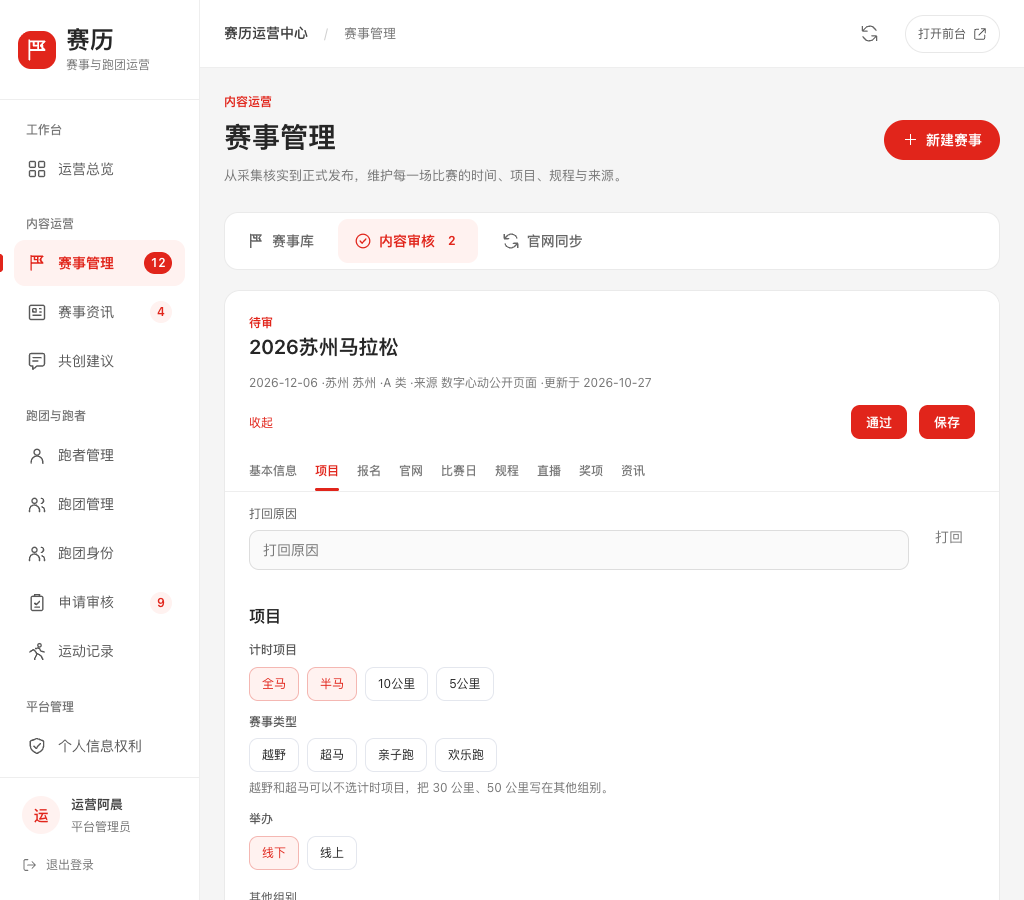 赛历
赛事与跑团运营
工作台
运营总览
内容运营
赛事管理 12
赛事资讯 4
共创建议
跑团与跑者
跑者管理
跑团管理
跑团身份
申请审核 9
运动记录
平台管理
个人信息权利
运 运营阿晨
平台管理员
退出登录
赛历运营中心 / 赛事管理
打开前台
内容运营
赛事管理
从采集核实到正式发布，维护每一场比赛的时间、项目、规程与来源。
新建赛事
赛事库 内容审核 2 官网同步
待审
2026苏州马拉松
2026-12-06 ·苏州 苏州 ·A 类 ·来源 数字心动公开页面 ·更新于 2026-10-27
收起 通过 保存
基本信息 项目 报名 官网 比赛日 规程 直播 奖项 资讯
打回原因
打回原因 打回
项目
计时项目
全马 半马 10公里 5公里
赛事类型
越野 超马 亲子跑 欢乐跑
越野和超马可以不选计时项目，把 30 公里、50 公里写在其他组别。
举办
线下 线上
其他组别